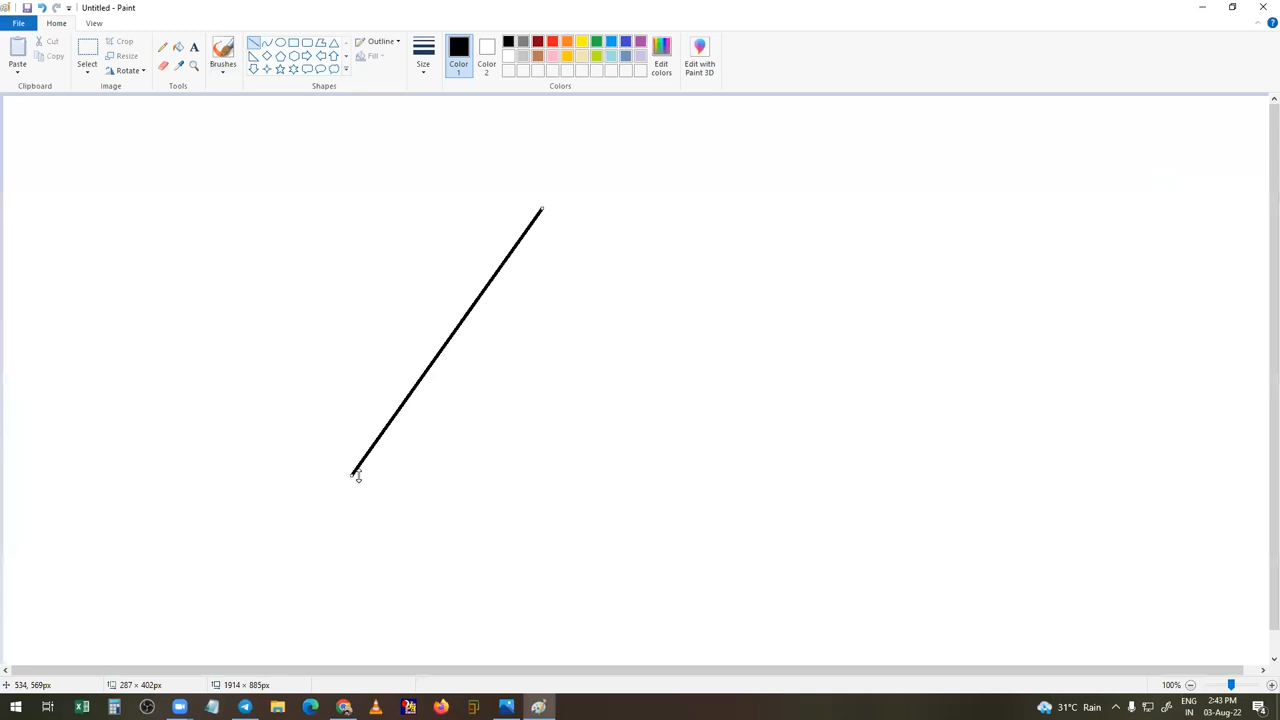 Untitled - Paint
File
Home
View
Paste
Cut
Copy
Clipboard
Select
Crop
Resize
Rotate
Image
A
Tools
Brushes
Outline
Fill
Shapes
Size
Color
1
Color
2
Edit
colors
Colors
Edit with
Paint 3D
534, 569px
287 × 402px
1914 × 885px
100%
31°C Rain
ENG
IN
2:43 PM
03-Aug-22